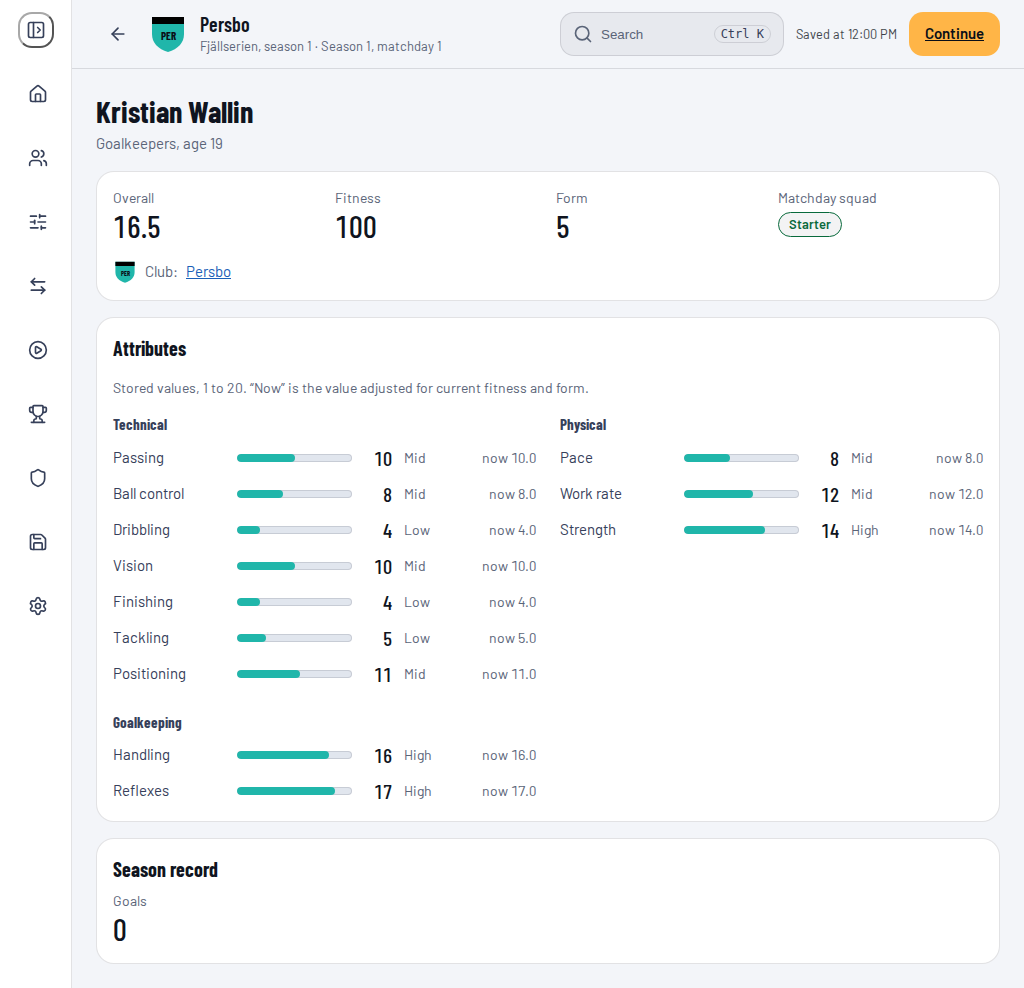 PER
Persbo
Fjällserien, season 1 · Season 1, matchday 1
Search
Ctrl K
Saved at 12:00 PM
Continue
Kristian Wallin
Goalkeepers, age 19
Overall
16.5
Fitness
100
Form
5
Matchday squad
Starter
PER
Club: Persbo
Attributes
Stored values, 1 to 20. “Now” is the value adjusted for current fitness and form.
Technical
Passing 10 Mid now 10.0
Ball control 8 Mid now 8.0
Dribbling 4 Low now 4.0
Vision 10 Mid now 10.0
Finishing 4 Low now 4.0
Tackling 5 Low now 5.0
Positioning 11 Mid now 11.0
Physical
Pace 8 Mid now 8.0
Work rate 12 Mid now 12.0
Strength 14 High now 14.0
Goalkeeping
Handling 16 High now 16.0
Reflexes 17 High now 17.0
Season record
Goals
0